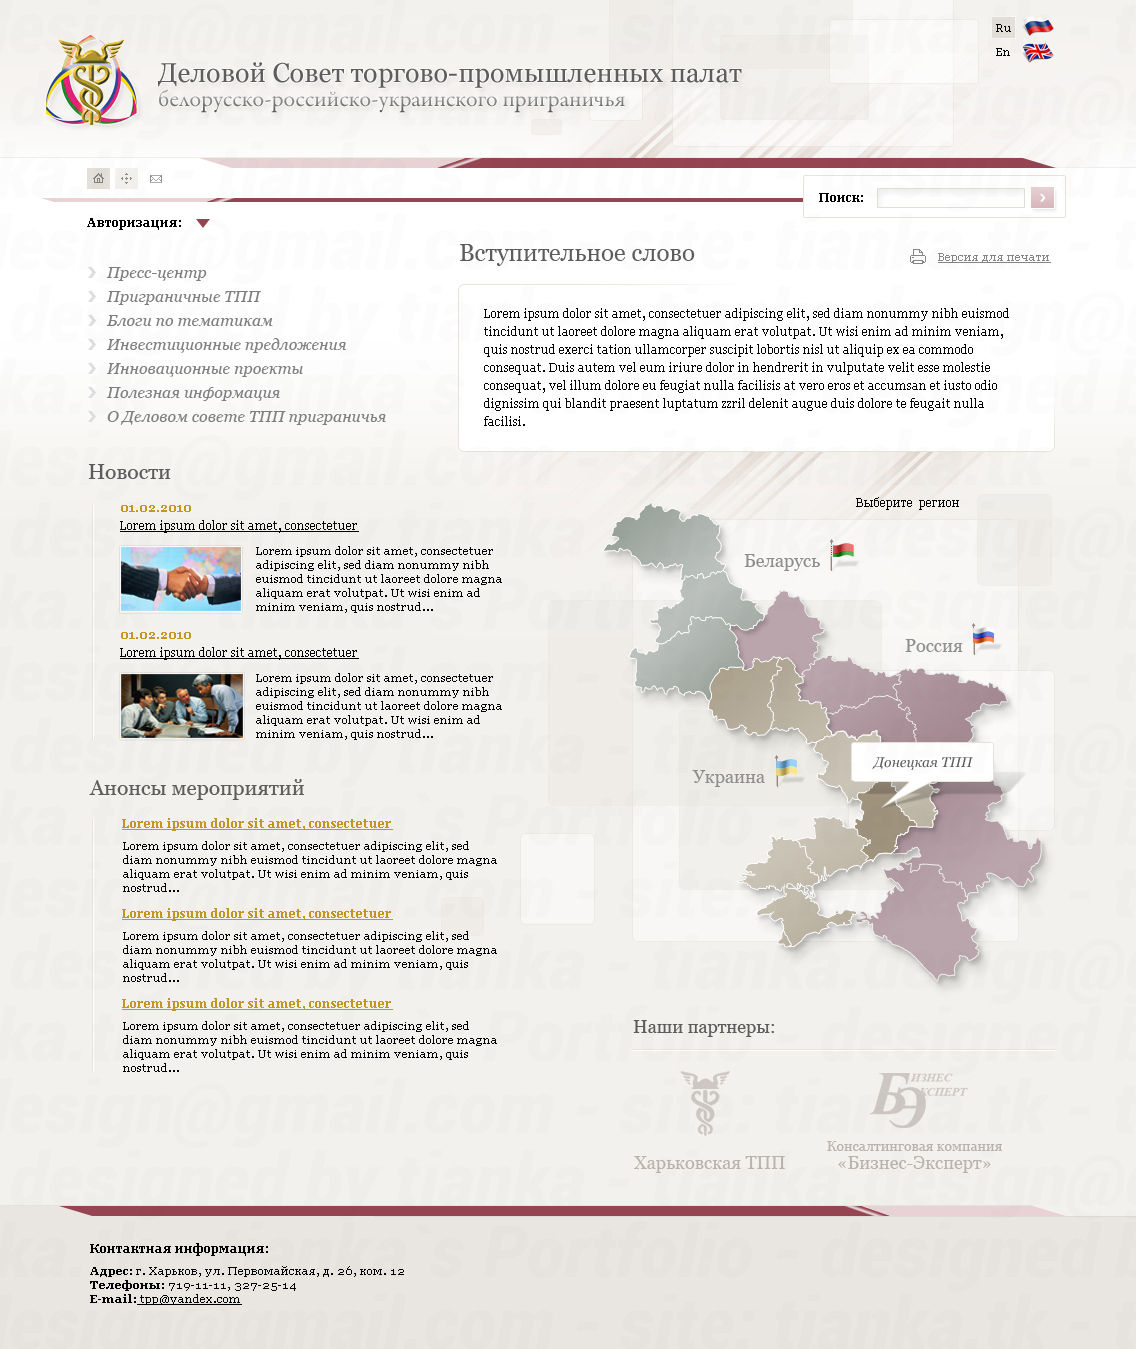 Ru
En
Деловой Совет торгово-промышленных палат
белорусско-российско-украинского приграничья
Поиск:
Авторизация:
Пресс-центр
Приграничные ТПП
Блоги по тематикам
Инвестиционные предложения
Инновационные проекты
Полезная информация
О Деловом совете ТПП приграничья
Вступительное слово
Версия для печати
Lorem ipsum dolor sit amet, consectetuer adipiscing elit, sed diam nonummy nibh euismod
tincidunt ut laoreet dolore magna aliquam erat volutpat. Ut wisi enim ad minim veniam,
quis nostrud exerci tation ullamcorper suscipit lobortis nisl ut aliquip ex ea commodo
consequat. Duis autem vel eum iriure dolor in hendrerit in vulputate velit esse molestie
consequat, vel illum dolore eu feugiat nulla facilisis at vero eros et accumsan et iusto odio
dignissim qui blandit praesent luptatum zzril delenit augue duis dolore te feugait nulla
facilisi.
Новости
01.02.2010
Lorem ipsum dolor sit amet, consectetuer
Lorem ipsum dolor sit amet, consectetuer
adipiscing elit, sed diam nonummy nibh
euismod tincidunt ut laoreet dolore magna
aliquam erat volutpat. Ut wisi enim ad
minim veniam, quis nostrud...
01.02.2010
Lorem ipsum dolor sit amet, consectetuer
Lorem ipsum dolor sit amet, consectetuer
adipiscing elit, sed diam nonummy nibh
euismod tincidunt ut laoreet dolore magna
aliquam erat volutpat. Ut wisi enim ad
minim veniam, quis nostrud...
Выберите регион
Беларусь
Россия
Украина
Донецкая ТПП
Анонсы мероприятий
Lorem ipsum dolor sit amet, consectetuer
Lorem ipsum dolor sit amet, consectetuer adipiscing elit, sed
diam nonummy nibh euismod tincidunt ut laoreet dolore magna
aliquam erat volutpat. Ut wisi enim ad minim veniam, quis
nostrud...
Lorem ipsum dolor sit amet, consectetuer
Lorem ipsum dolor sit amet, consectetuer adipiscing elit, sed
diam nonummy nibh euismod tincidunt ut laoreet dolore magna
aliquam erat volutpat. Ut wisi enim ad minim veniam, quis
nostrud...
Lorem ipsum dolor sit amet, consectetuer
Lorem ipsum dolor sit amet, consectetuer adipiscing elit, sed
diam nonummy nibh euismod tincidunt ut laoreet dolore magna
aliquam erat volutpat. Ut wisi enim ad minim veniam, quis
nostrud...
Наши партнеры:
Харьковская ТПП
Бизнес
Эксперт
Консалтинговая компания
«Бизнес-Эксперт»
Контактная информация:
Адрес: г. Харьков, ул. Первомайская, д. 26, ком. 12
Телефоны: 719-11-11, 327-25-14
E-mail: tpp@yandex.com